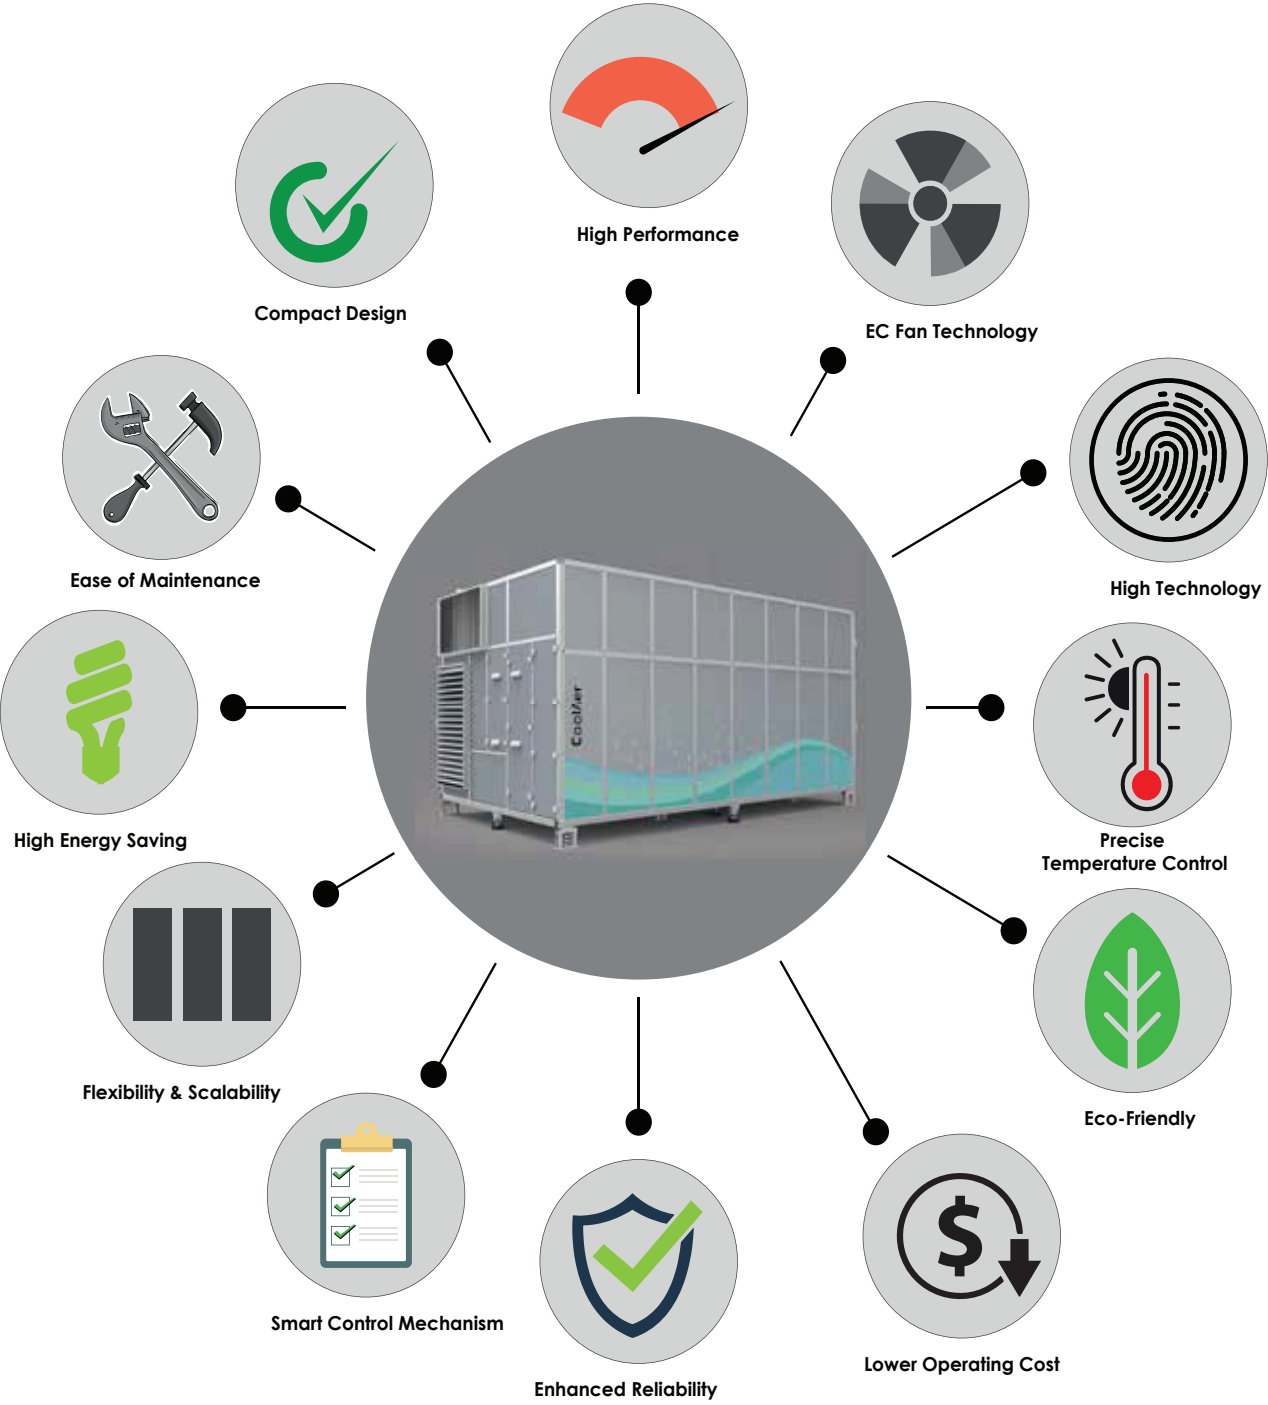 High Performance
Compact Design
EC Fan Technology
Ease of Maintenance
High Technology
CoolAer
High Energy Saving
Precise
Temperature Control
Flexibility & Scalability
Eco-Friendly
$
Smart Control Mechanism
Lower Operating Cost
Enhanced Reliability